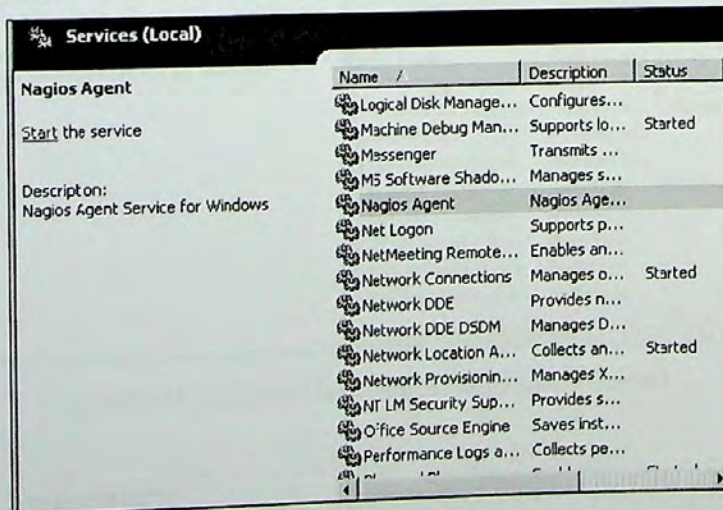 Services (Local)
Nagios Agent
Start the service
Descripton:
Nagios Agent Service for Windows
Name / Description Status
Logical Disk Manage... Configures...
Machine Debug Man... Supports lo... Started
Messenger Transmits ...
MS Software Shado... Manages s...
Nagios Agent Nagios Age...
Net Logon Supports p...
NetMeeting Remote... Enables an...
Network Connections Manages o... Started
Network DDE Provides n...
Network DDE DSDM Manages D...
Network Location A... Collects an... Started
Network Provisionin... Manages X...
NT LM Security Sup... Provides s...
Office Source Engine Saves inst...
Performance Logs a... Collects pe...